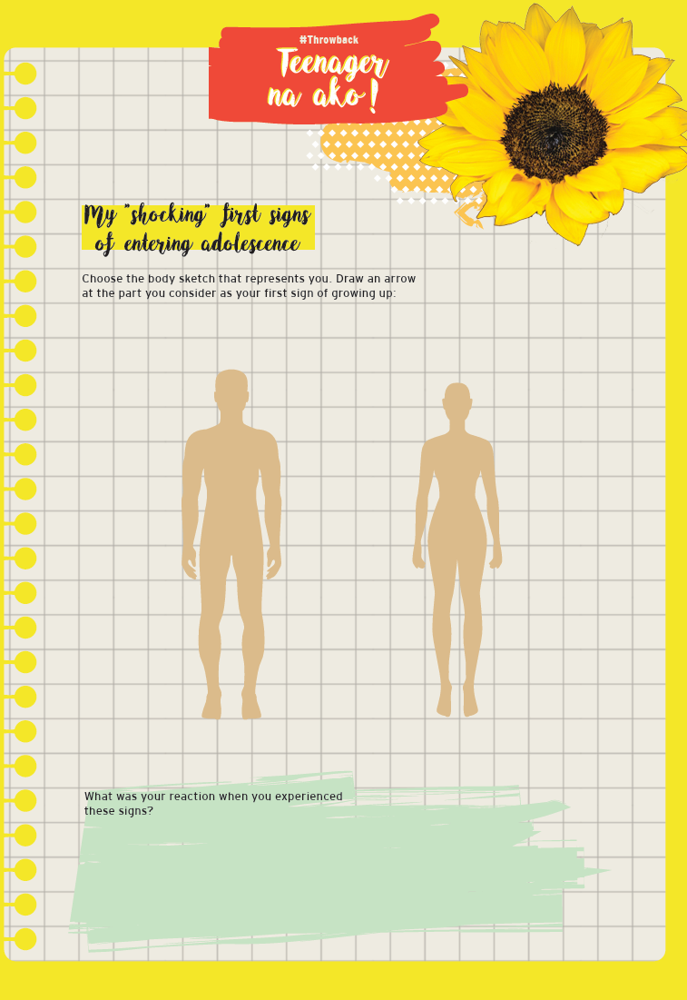 #Throwback
Teenager
na ako!
My "shocking" first signs
of entering adolescence
Choose the body sketch that represents you. Draw an arrow
at the part you consider as your first sign of growing up:
What was your reaction when you experienced
these signs?